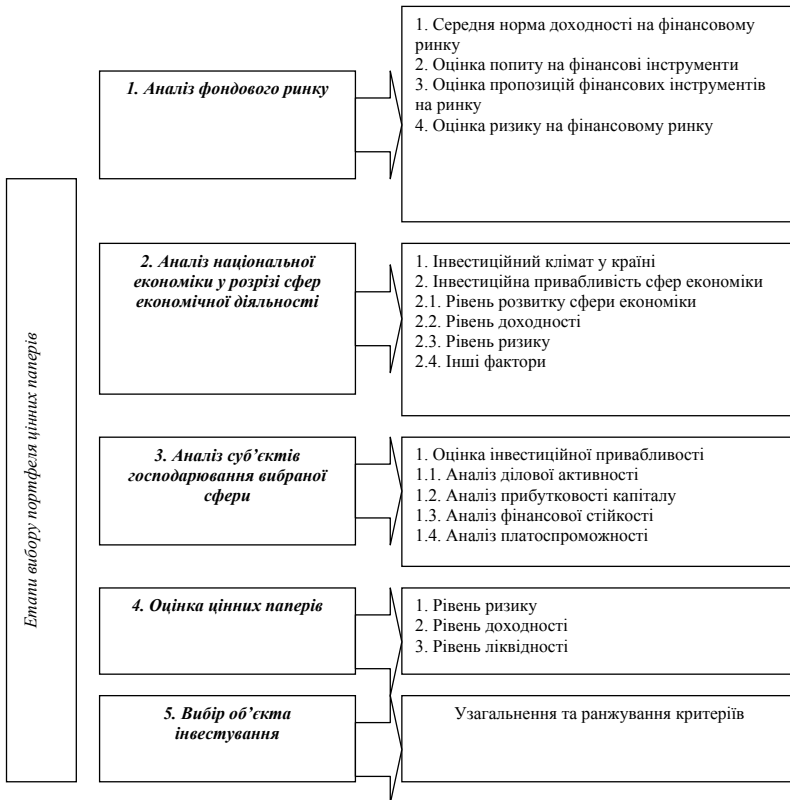 Етапи вибору портфеля цінних паперів
1. Аналіз фондового ринку
1. Середня норма доходності на фінансовому
ринку
2. Оцінка попиту на фінансові інструменти
3. Оцінка пропозицій фінансових інструментів
на ринку
4. Оцінка ризику на фінансовому ринку
2. Аналіз національної
економіки у розрізі сфер
економічної діяльності
1. Інвестиційний клімат у країні
2. Інвестиційна привабливість сфер економіки
2.1. Рівень розвитку сфери економіки
2.2. Рівень доходності
2.3. Рівень ризику
2.4. Інші фактори
3. Аналіз суб’єктів
господарювання вибраної
сфери
1. Оцінка інвестиційної привабливості
1.1. Аналіз ділової активності
1.2. Аналіз прибутковості капіталу
1.3. Аналіз фінансової стійкості
1.4. Аналіз платоспроможності
4. Оцінка цінних паперів
1. Рівень ризику
2. Рівень доходності
3. Рівень ліквідності
5. Вибір об’єкта
інвестування
Узагальнення та ранжування критеріїв